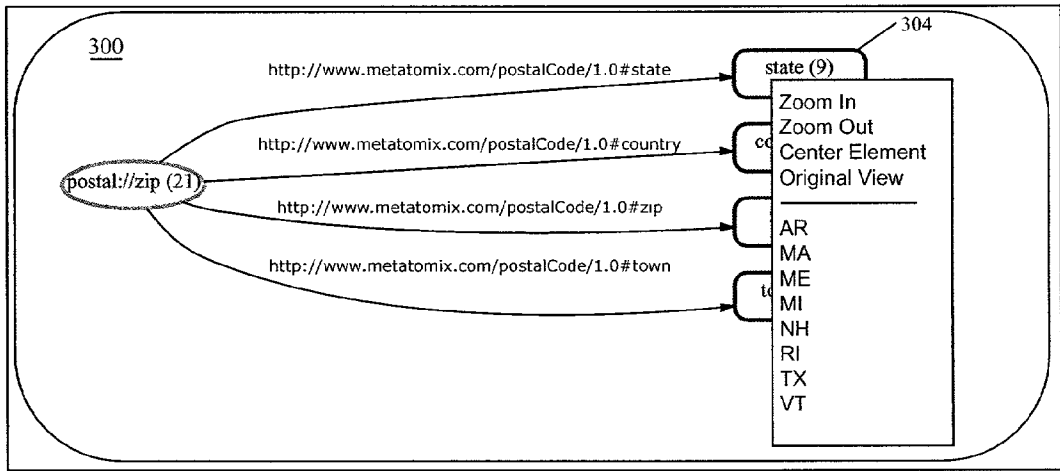 300
304
http://www.metatomix.com/postalCode/1.0#state
state (9)
Zoom In
Zoom Out
Center Element
Original View
http://www.metatomix.com/postalCode/1.0#country
co
postal://zip (21)
http://www.metatomix.com/postalCode/1.0#zip
http://www.metatomix.com/postalCode/1.0#town
to
AR
MA
ME
MI
NH
RI
TX
VT